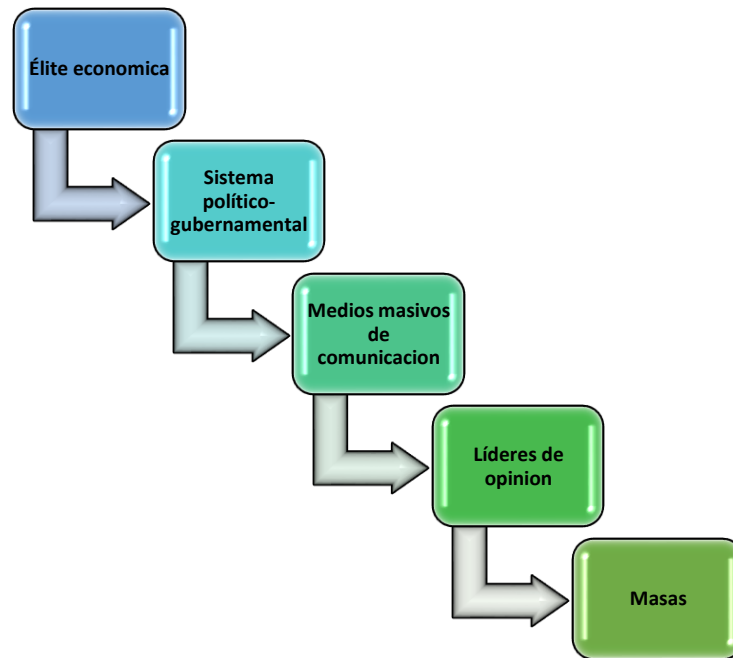 Élite economica
Sistema
político-
gubernamental
Medios masivos
de
comunicacion
Líderes de
opinion
Masas